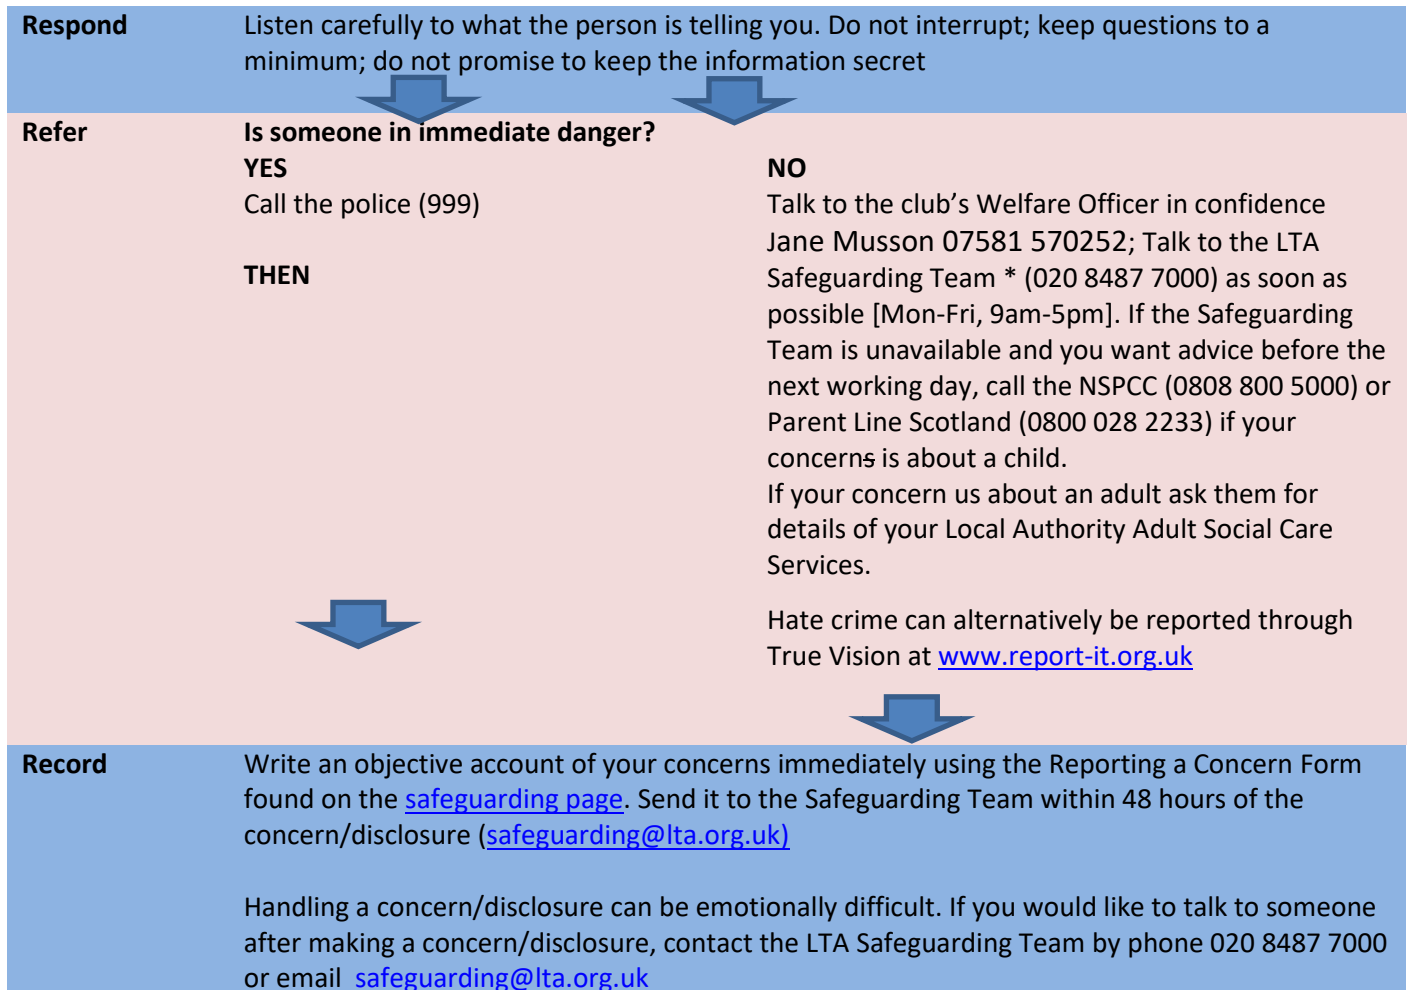 Respond
Listen carefully to what the person is telling you. Do not interrupt; keep questions to a
minimum; do not promise to keep the information secret
Refer
Is someone in immediate danger?
YES
Call the police (999)
THEN
NO
Talk to the club’s Welfare Officer in confidence
Jane Musson 07581 570252; Talk to the LTA
Safeguarding Team * (020 8487 7000) as soon as
possible [Mon-Fri, 9am-5pm]. If the Safeguarding
Team is unavailable and you want advice before the
next working day, call the NSPCC (0808 800 5000) or
Parent Line Scotland (0800 028 2233) if your
concerns is about a child.
If your concern us about an adult ask them for
details of your Local Authority Adult Social Care
Services.
Hate crime can alternatively be reported through
True Vision at www.report-it.org.uk
Record
Write an objective account of your concerns immediately using the Reporting a Concern Form
found on the safeguarding page. Send it to the Safeguarding Team within 48 hours of the
concern/disclosure (safeguarding@lta.org.uk)
Handling a concern/disclosure can be emotionally difficult. If you would like to talk to someone
after making a concern/disclosure, contact the LTA Safeguarding Team by phone 020 8487 7000
or email  safeguarding@lta.org.uk